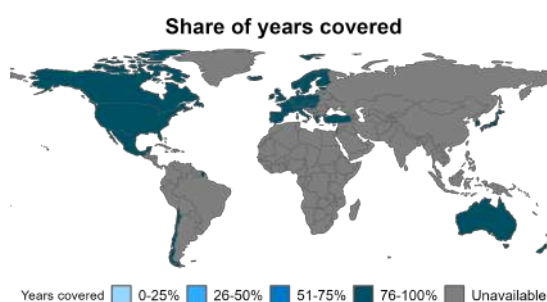 Share of years covered
Years covered 0-25% 26-50% 51-75% 76-100% Unavailable